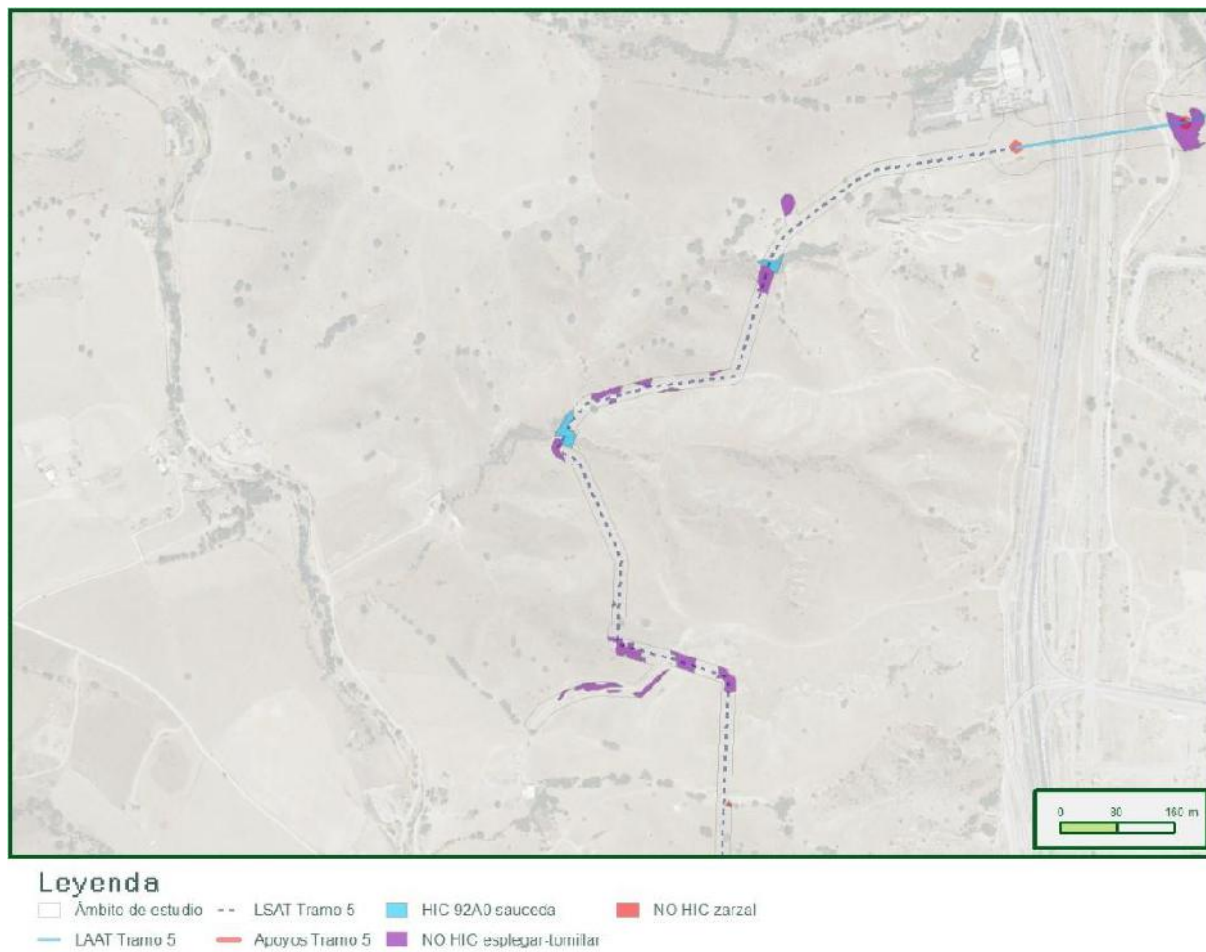 0 80 160 m
Leyenda
Ámbito de estudio LSAT Tramo 5 HIC 92A0 sauceda NO HIC zarzal
LAAT Tramo 5 Apoyos Tramo 5 NO HIC esplegar-tomillar